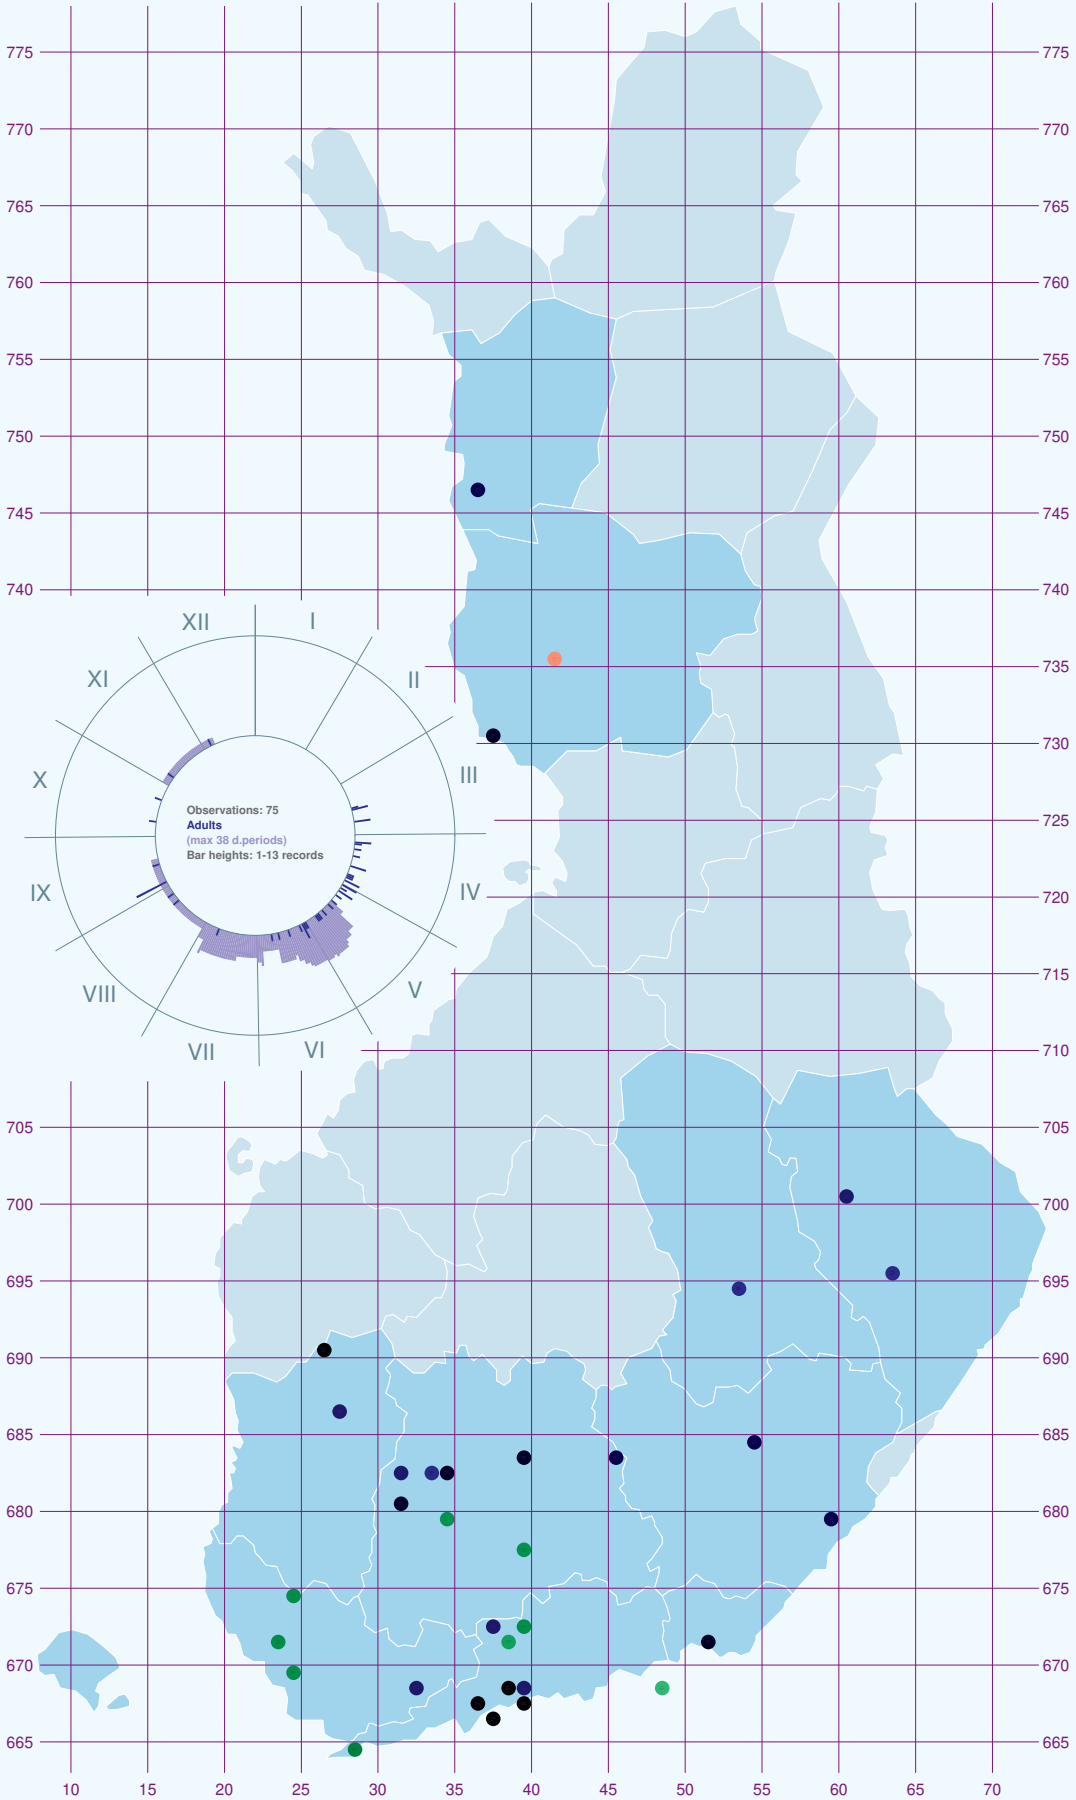 775 775
770 770
765 765
760 760
755 755
750 750
745 745
740 740
XII I
XI II
735
730
X III
725
IX IV
720
VIII V
715
VII VI
710
Observations: 75
Adults
(max 38 d.periods)
Bar heights: 1-13 records
705 705
700 700
695 695
690 690
685 685
680 680
675 675
670 670
665 665
10 15 20 25 30 35 40 45 50 55 60 65 70